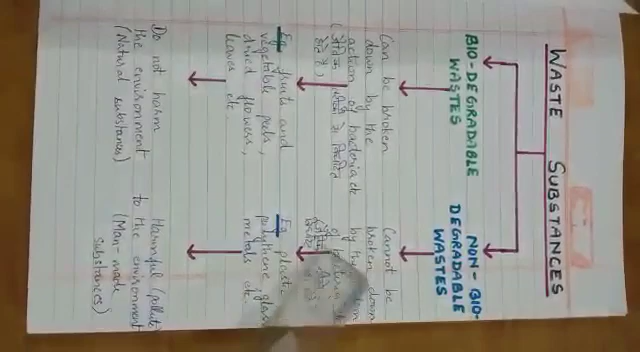 WASTE SUBSTANCES
BIO-DEGRADABLE
WASTES
Can be broken
down by the
action of bacteria etc
Eg fruits and
vegetable peels,
dried flowers,
leaves etc.
Do not harm
the environment
(Natural substances)
NON-BIO-
DEGRADABLE
WASTES
Cannot be
broken down
by the
of
Eg plastic
polythene, glass
metals etc.
Harmful (pollute)
to the environment
(Man-made
substances)